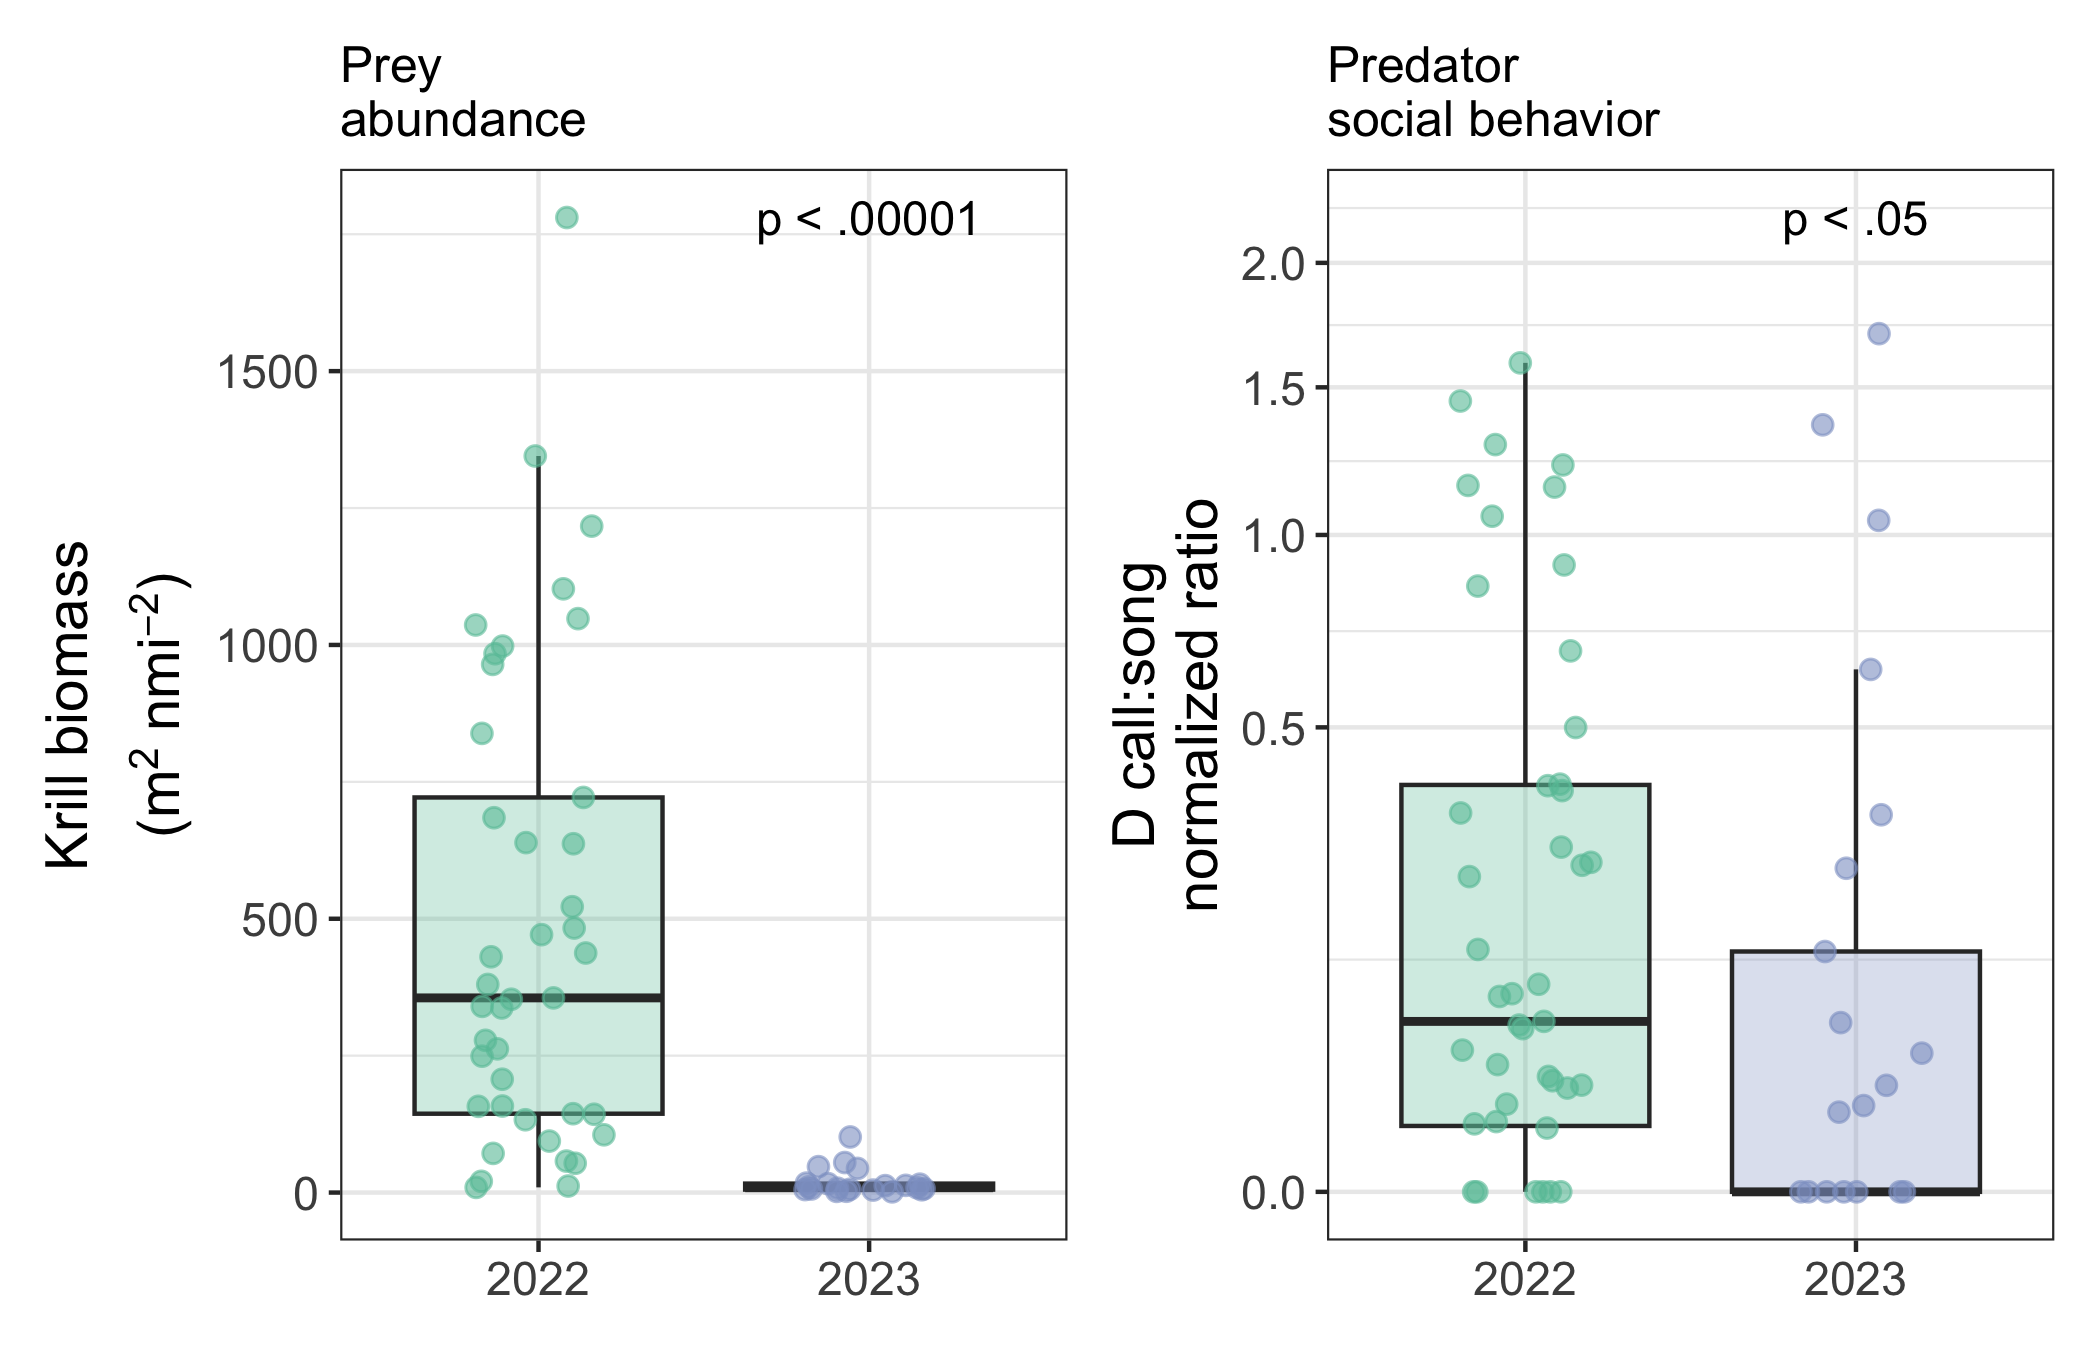 Prey
abundance
p < .00001
Krill biomass
(m² nmi⁻²)
1500
1000
500
0
2022
2023
Predator
social behavior
p < .05
D call:song
normalized ratio
2.0
1.5
1.0
0.5
0.0
2022
2023